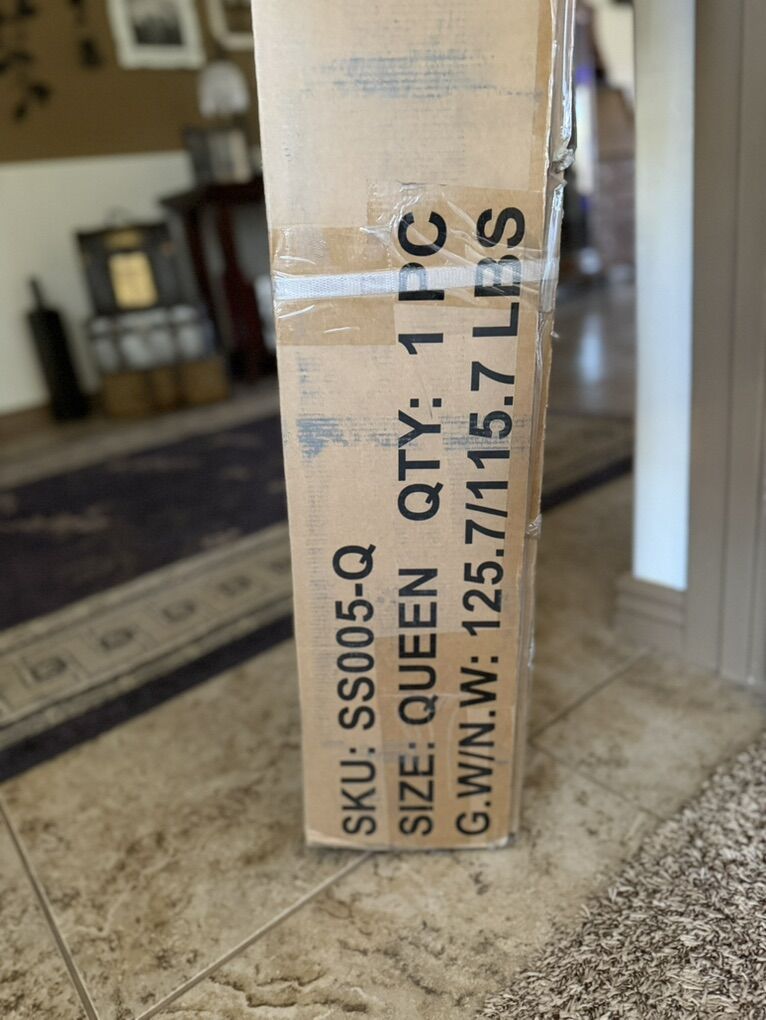 SKU: SS005-Q
SIZE: QUEEN QTY: 1 PC
G.W/N.W: 125.7/115.7 LBS